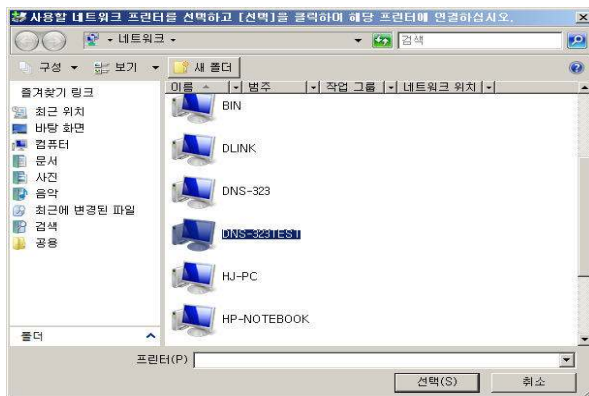 사용할 네트워크 프린터를 선택하고 [선택]을 클릭하여 해당 프린터에 연결하십시오.
네트워크
검색
구성 보기 새 폴더
즐겨찾기 링크
최근 위치
바탕 화면
컴퓨터
문서
사진
음악
최근에 변경된 파일
검색
공용
폴더
이름 범주 작업 그룹 네트워크 위치
BIN
DLINK
DNS-323
DNS-323TEST
HJ-PC
HP-NOTEBOOK
프린터(P)
선택(S) 취소